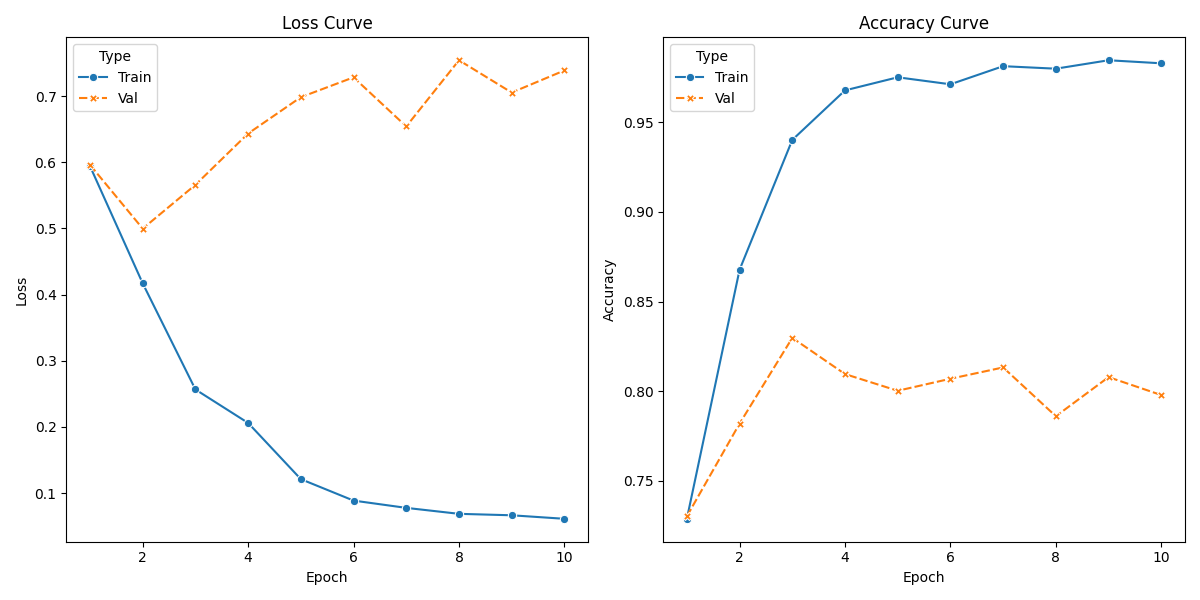 Loss Curve
Type
Train
Val
0.7
0.6
0.5
0.4
0.3
0.2
0.1
Loss
2 4 6 8 10
Epoch
Accuracy Curve
Type
Train
Val
0.95
0.90
0.85
0.80
0.75
Accuracy
2 4 6 8 10
Epoch